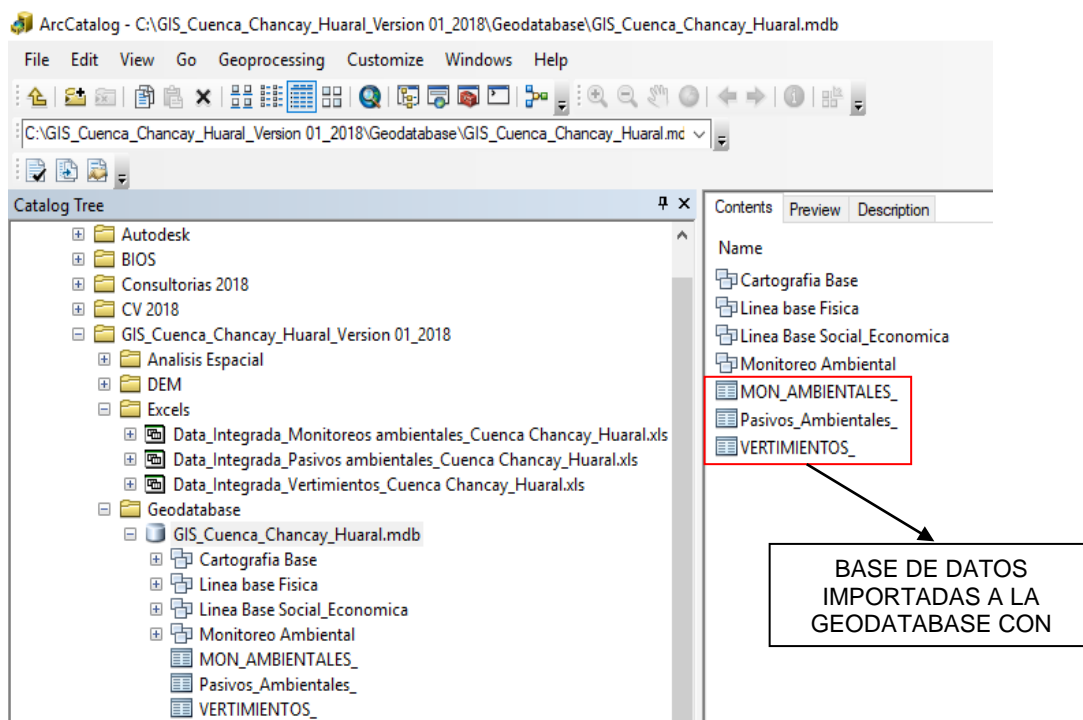 ArcCatalog - C:\GIS_Cuenca_Chancay_Huaral_Version 01_2018\Geodatabase\GIS_Cuenca_Chancay_Huaral.mdb
File Edit View Go Geoprocessing Customize Windows Help
C:\GIS_Cuenca_Chancay_Huaral_Version 01_2018\Geodatabase\GIS_Cuenca_Chancay_Huaral.md
Catalog Tree
Autodesk
BIOS
Consultorias 2018
CV 2018
GIS_Cuenca_Chancay_Huaral_Version 01_2018
Analisis Espacial
DEM
Excels
Data_Integrada_Monitoreos ambientales_Cuenca Chancay_Huaral.xls
Data_Integrada_Pasivos ambientales_Cuenca Chancay_Huaral.xls
Data_Integrada_Vertimientos_Cuenca Chancay_Huaral.xls
Geodatabase
GIS_Cuenca_Chancay_Huaral.mdb
Cartografia Base
Linea base Fisica
Linea Base Social_Economica
Monitoreo Ambiental
MON_AMBIENTALES_
Pasivos_Ambientales_
VERTIMIENTOS_
Contents Preview Description
Name
Cartografia Base
Linea base Fisica
Linea Base Social_Economica
Monitoreo Ambiental
MON_AMBIENTALES_
Pasivos_Ambientales_
VERTIMIENTOS_
BASE DE DATOS
IMPORTADAS A LA
GEODATABASE CON